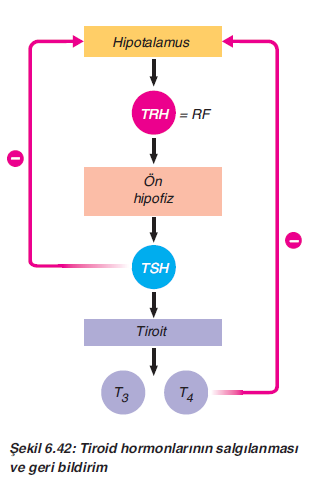 Hipotalamus
TRH = RF
Ön
hipofiz
TSH
Tiroit
T3 T4
Şekil 6.42: Tiroid hormonlarının salgılanması
ve geri bildirim